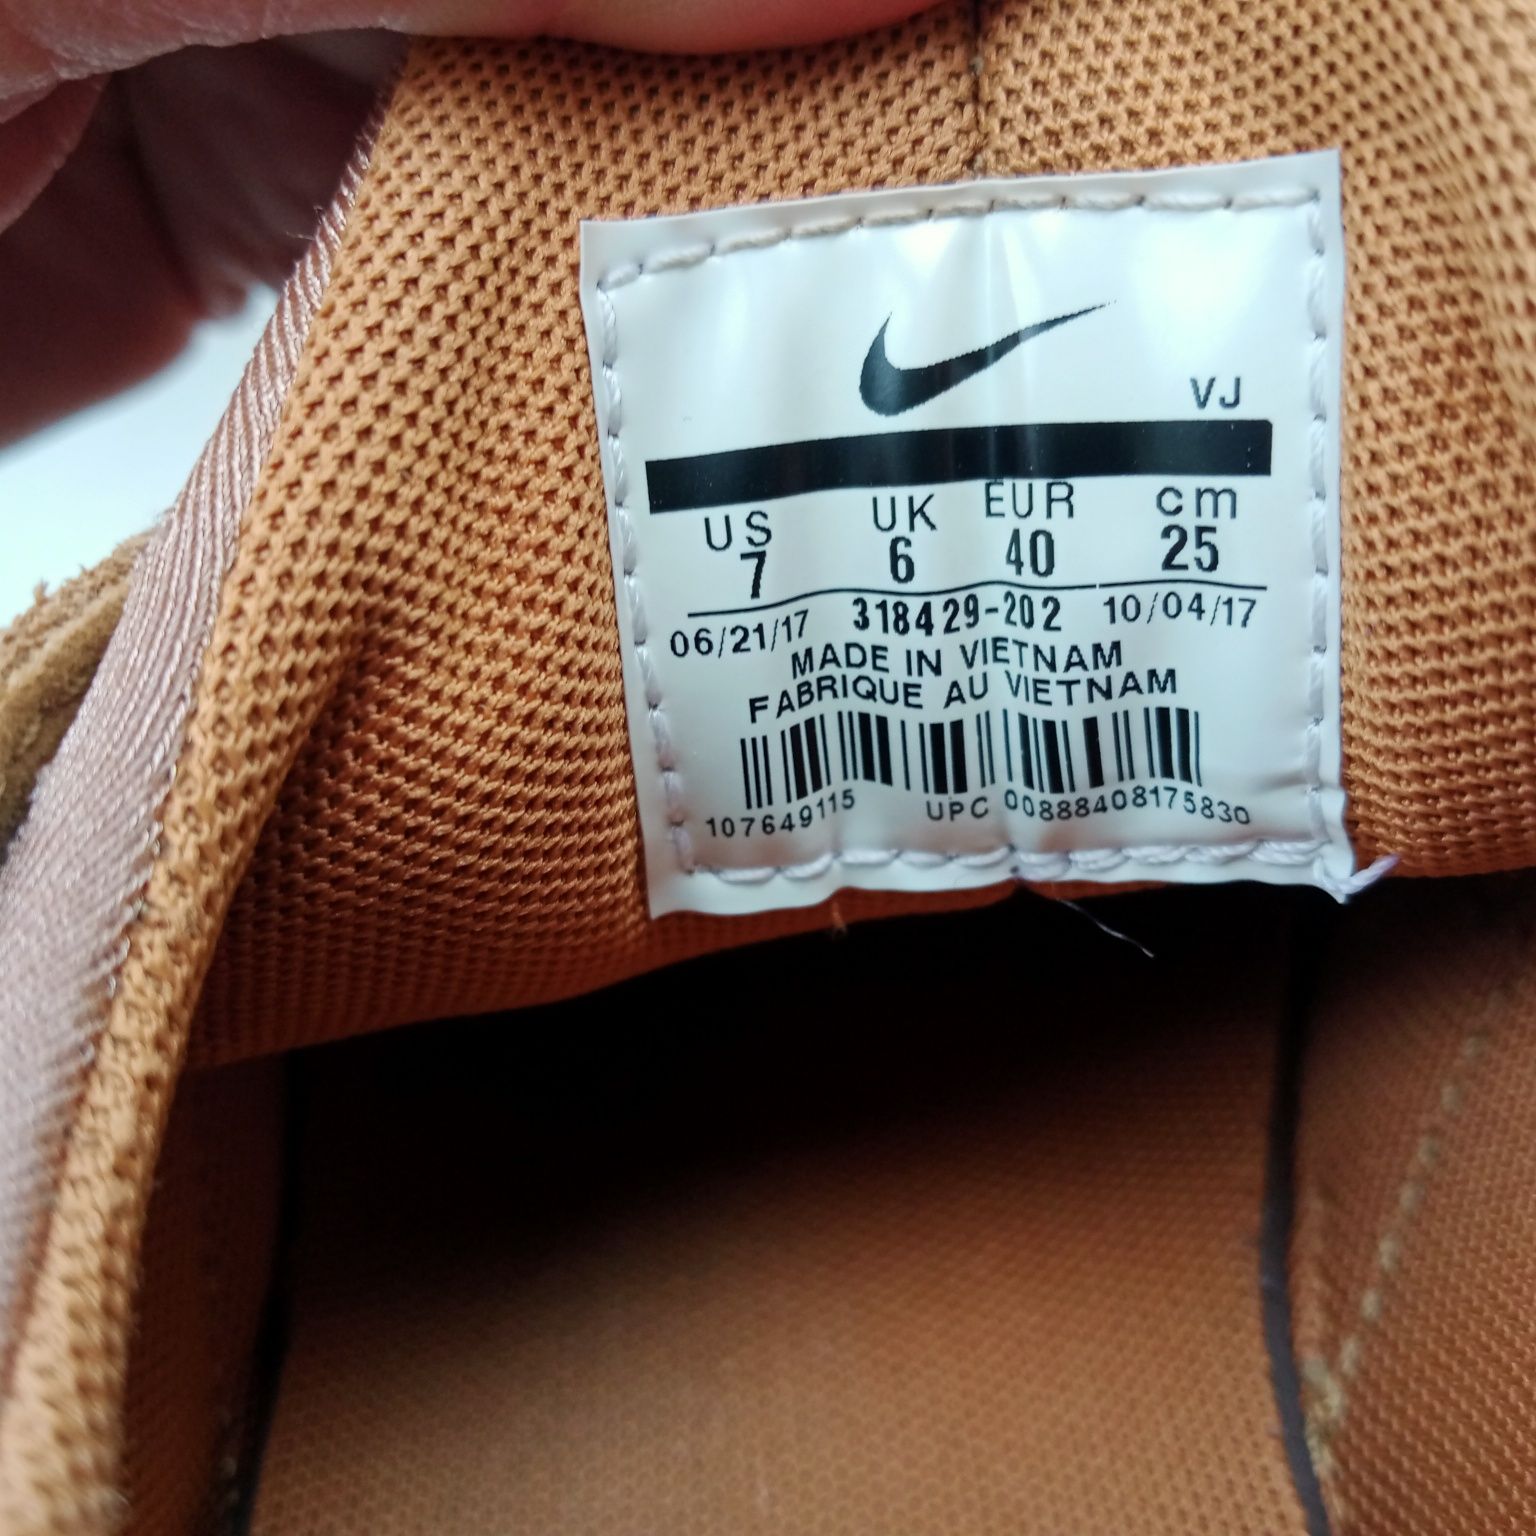 VJ
US UK EUR cm
7 6 40 25
06/21/17 318429-202 10/04/17
MADE IN VIETNAM
FABRIQUE AU VIETNAM
107649115 UPC 00888408175830